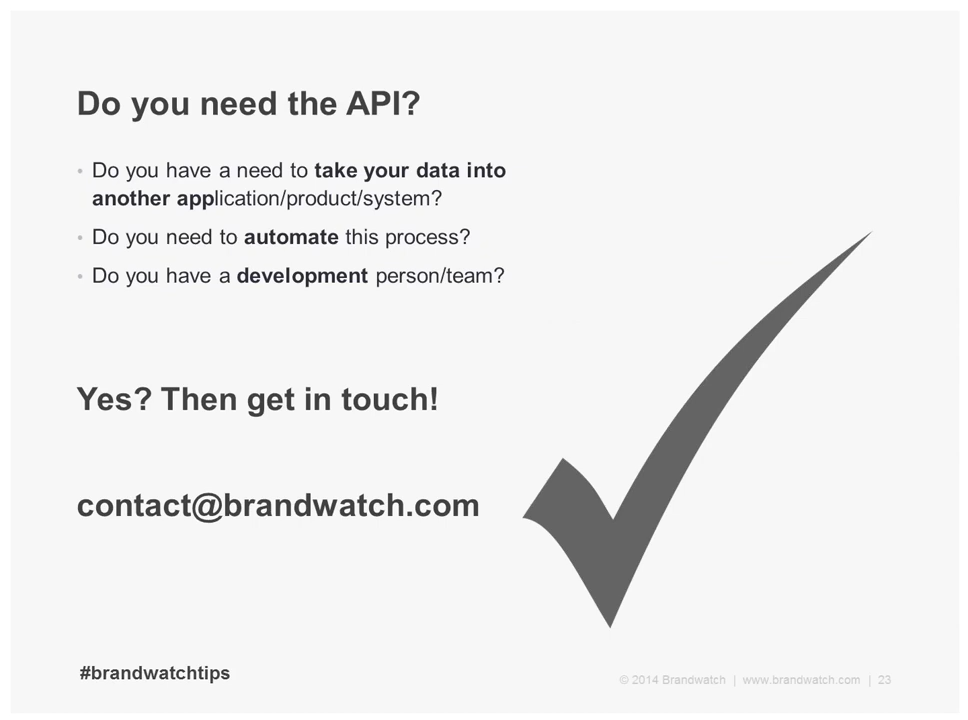 Do you need the API?
• Do you have a need to take your data into
another application/product/system?
• Do you need to automate this process?
• Do you have a development person/team?
Yes? Then get in touch!
contact@brandwatch.com
#brandwatchtips
© 2014 Brandwatch | www.brandwatch.com | 23